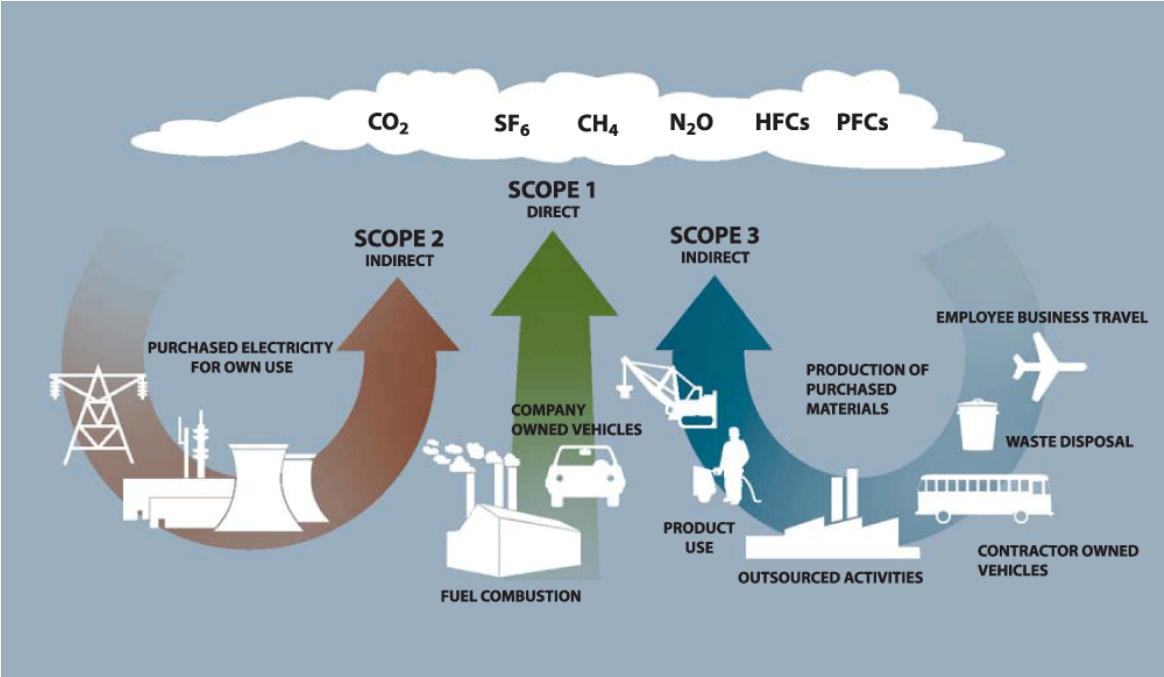 CO₂ SF₆ CH₄ N₂O HFCs PFCs
SCOPE 1
DIRECT
SCOPE 2
INDIRECT
SCOPE 3
INDIRECT
PURCHASED ELECTRICITY
FOR OWN USE
COMPANY
OWNED VEHICLES
FUEL COMBUSTION
PRODUCT
USE
PRODUCTION OF
PURCHASED
MATERIALS
OUTSOURCED ACTIVITIES
EMPLOYEE BUSINESS TRAVEL
WASTE DISPOSAL
CONTRACTOR OWNED
VEHICLES